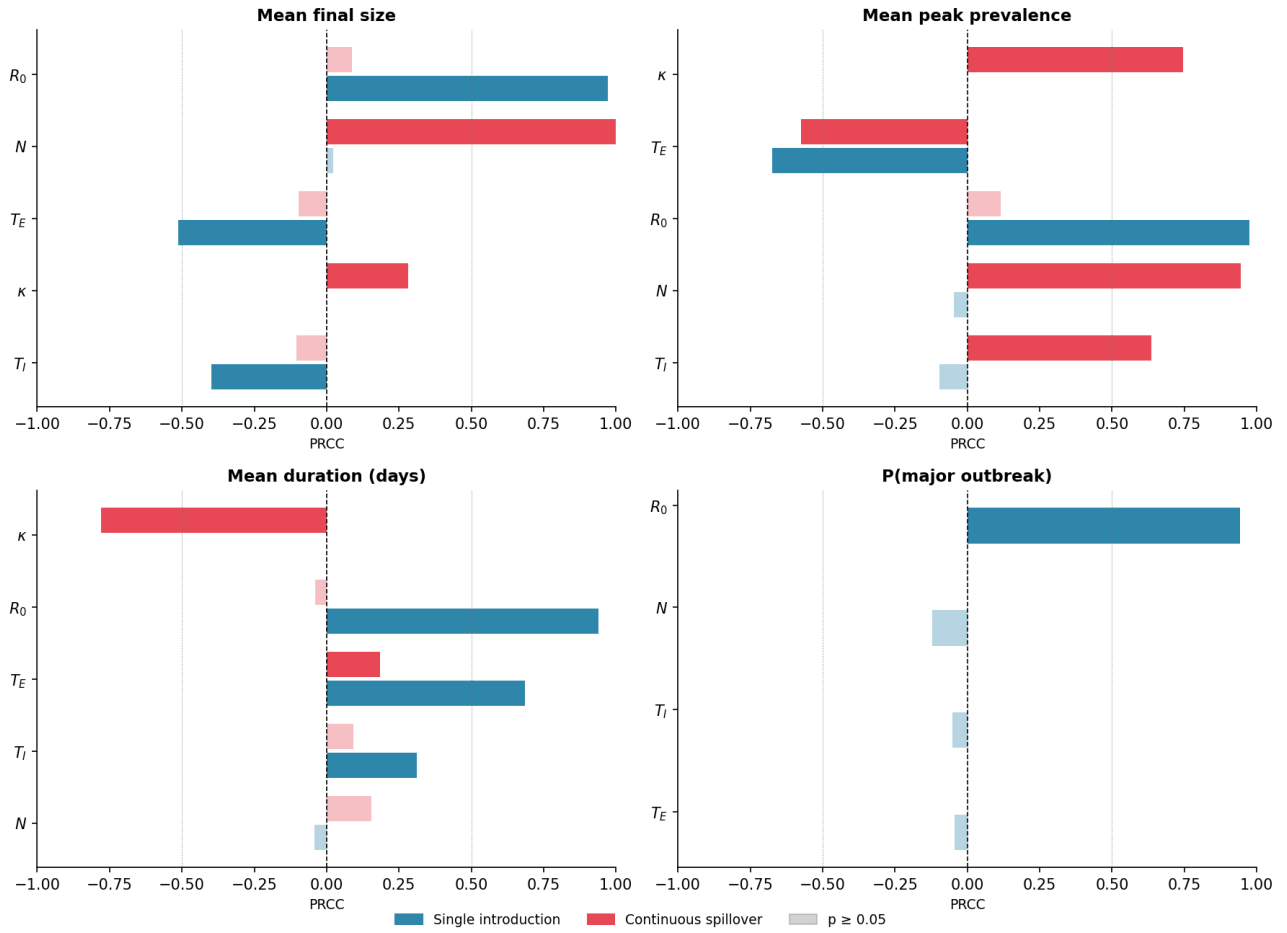 Mean final size
R0
N
TE
κ
TI
−1.00 −0.75 −0.50 −0.25 0.00 0.25 0.50 0.75 1.00
PRCC
Mean peak prevalence
κ
TE
R0
N
TI
−1.00 −0.75 −0.50 −0.25 0.00 0.25 0.50 0.75 1.00
PRCC
Mean duration (days)
κ
R0
TE
TI
N
−1.00 −0.75 −0.50 −0.25 0.00 0.25 0.50 0.75 1.00
PRCC
P(major outbreak)
R0
N
TI
TE
−1.00 −0.75 −0.50 −0.25 0.00 0.25 0.50 0.75 1.00
PRCC
Single introduction Continuous spillover p ≥ 0.05